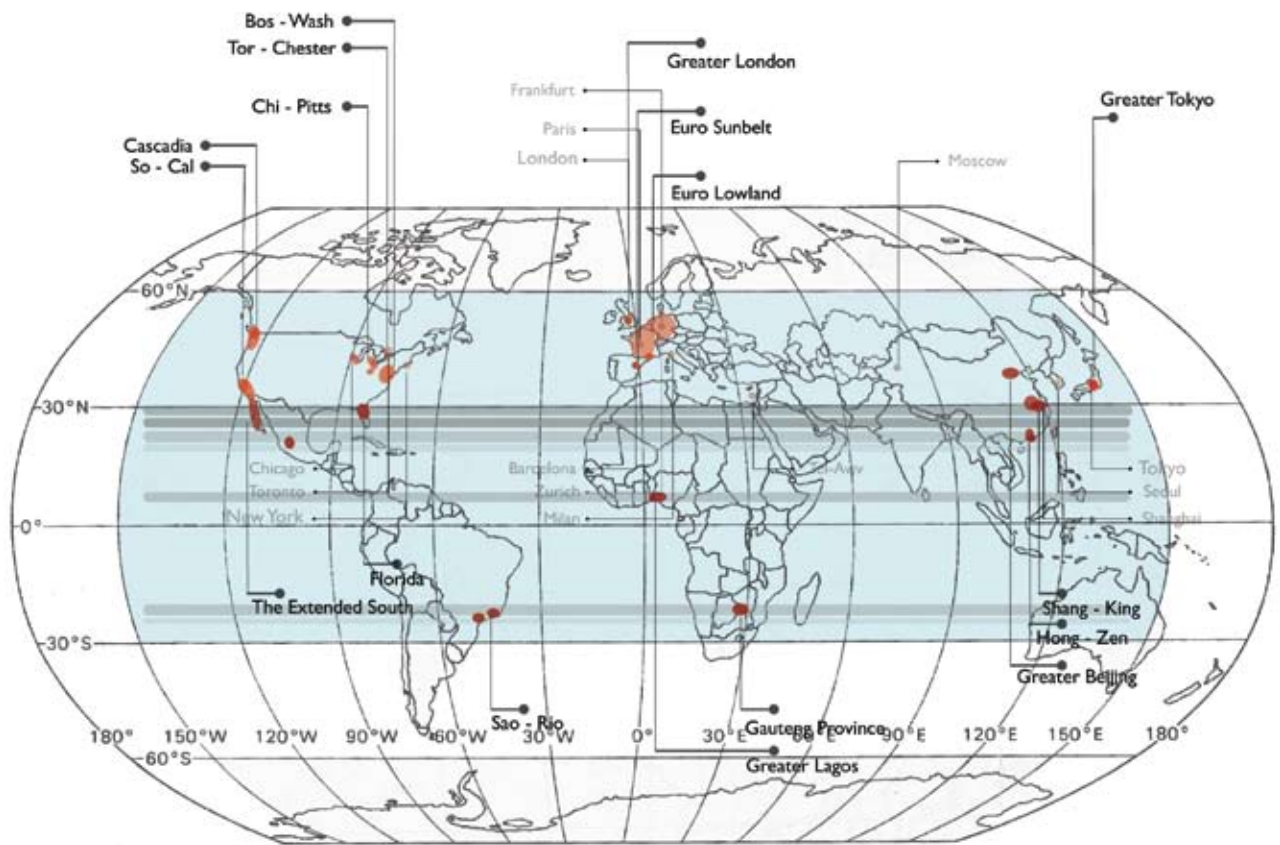 Bos - Wash
Tor - Chester
Greater London
Frankfurt
Chi - Pitts
Greater Tokyo
Paris
Euro Sunbelt
Cascadia
London
Moscow
So - Cal
Euro Lowland
60°N
30°N
Chicago
Barcelona
Tel-Aviv
Tokyo
Toronto
Zurich
Seoul
New York
Milan
Shanghai
0°
Florida
The Extended South
Shang - King
Hong - Zen
30°S
Greater Beijing
Sao - Rio
Gauteng Province
180°
150°W
120°W
90°W
60°W
30°W
0°
30°E
60°E
90°E
120°E
150°E
180°
60°S
Greater Lagos